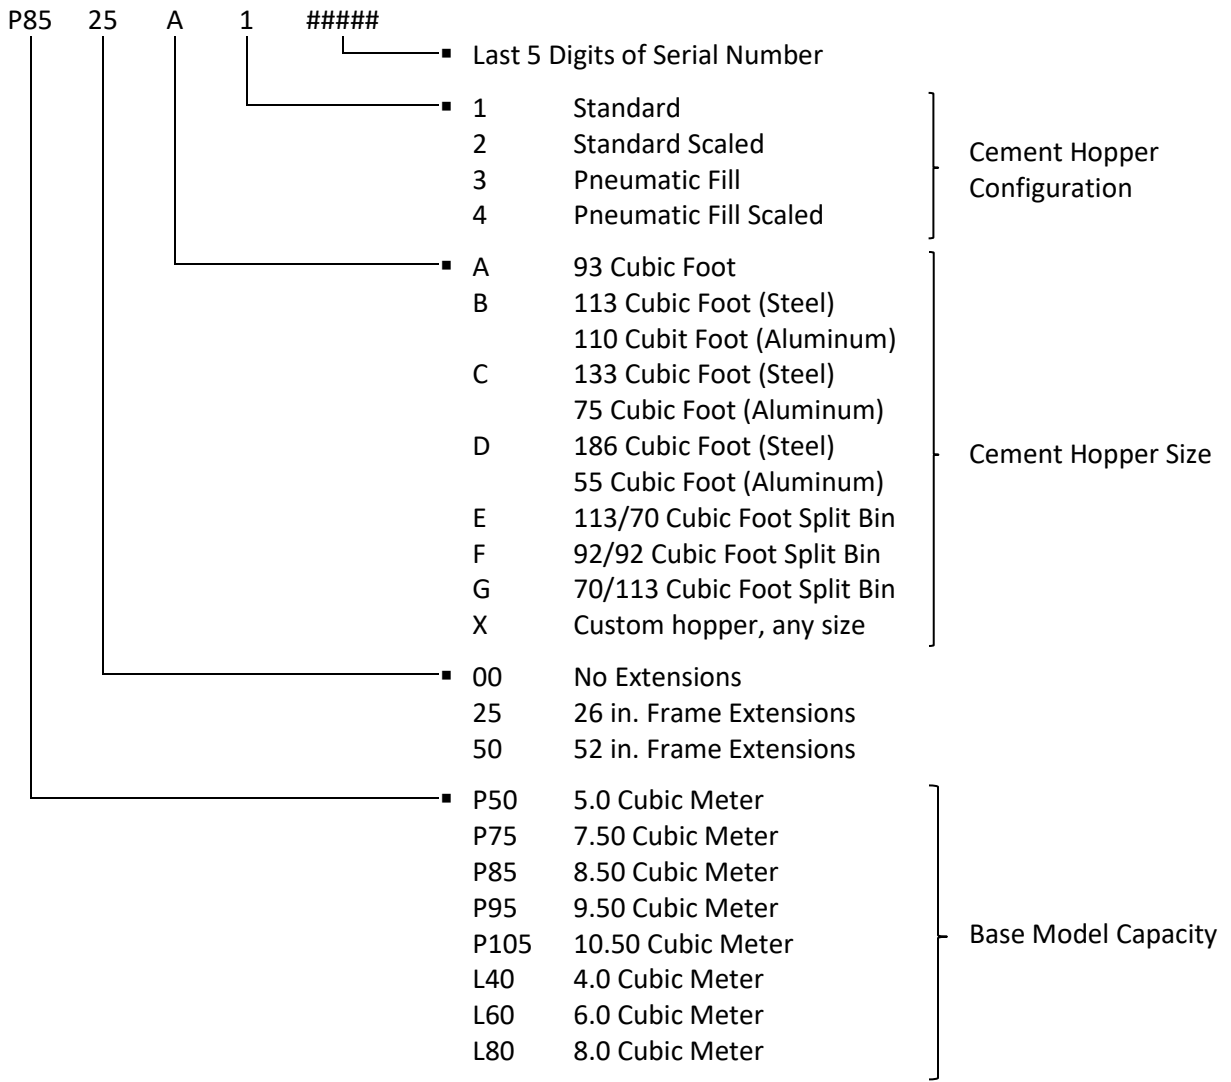 P85 25 A 1 #####
Last 5 Digits of Serial Number
1 Standard
2 Standard Scaled
3 Pneumatic Fill
4 Pneumatic Fill Scaled
Cement Hopper
Configuration
A 93 Cubic Foot
B 113 Cubic Foot (Steel)
110 Cubit Foot (Aluminum)
C 133 Cubic Foot (Steel)
75 Cubic Foot (Aluminum)
D 186 Cubic Foot (Steel)
55 Cubic Foot (Aluminum)
E 113/70 Cubic Foot Split Bin
F 92/92 Cubic Foot Split Bin
G 70/113 Cubic Foot Split Bin
X Custom hopper, any size
Cement Hopper Size
00 No Extensions
25 26 in. Frame Extensions
50 52 in. Frame Extensions
P50 5.0 Cubic Meter
P75 7.50 Cubic Meter
P85 8.50 Cubic Meter
P95 9.50 Cubic Meter
P105 10.50 Cubic Meter
L40 4.0 Cubic Meter
L60 6.0 Cubic Meter
L80 8.0 Cubic Meter
Base Model Capacity